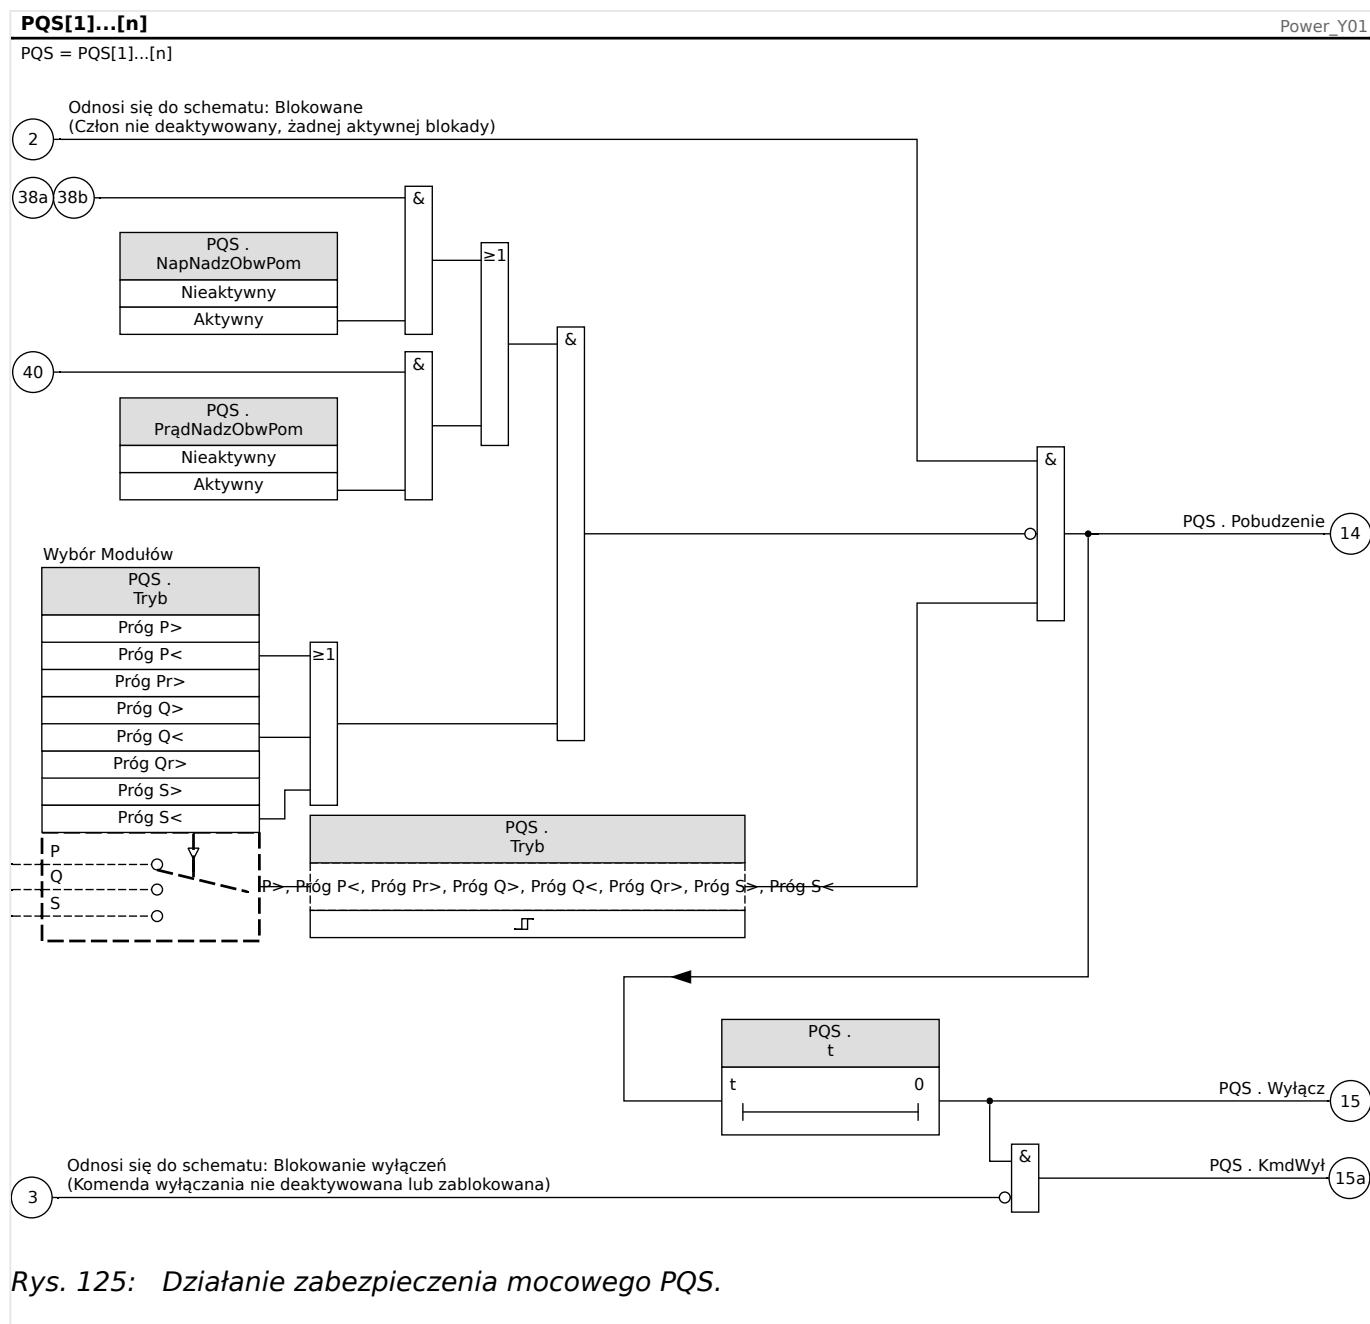 PQS[1]...[n]
Power_Y01
PQS = PQS[1]...[n]
Odnosi się do schematu: Blokowane
(Człon nie deaktywowany, żadnej aktywnej blokady)
2
38a 38b
&
PQS .
NapNadzObwPom
Nieaktywny
Aktywny
≥1
&
40
&
PQS .
PrądNadzObwPom
Nieaktywny
Aktywny
&
PQS . Pobudzenie
14
Wybór Modułów
PQS .
Tryb
Próg P>
Próg P<
Próg Pr>
Próg Q>
Próg Q<
Próg Qr>
Próg S>
Próg S<
≥1
P
Q
S
PQS .
Tryb
P>, Próg P<, Próg Pr>, Próg Q>, Próg Q<, Próg Qr>, Próg S>, Próg S<
PQS .
t
t 0
PQS . Wyłącz
15
&
PQS . KmdWył
15a
Odnosi się do schematu: Blokowanie wyłączeń
(Komenda wyłączania nie deaktywowana lub zablokowana)
3
Rys. 125: Działanie zabezpieczenia mocowego PQS.